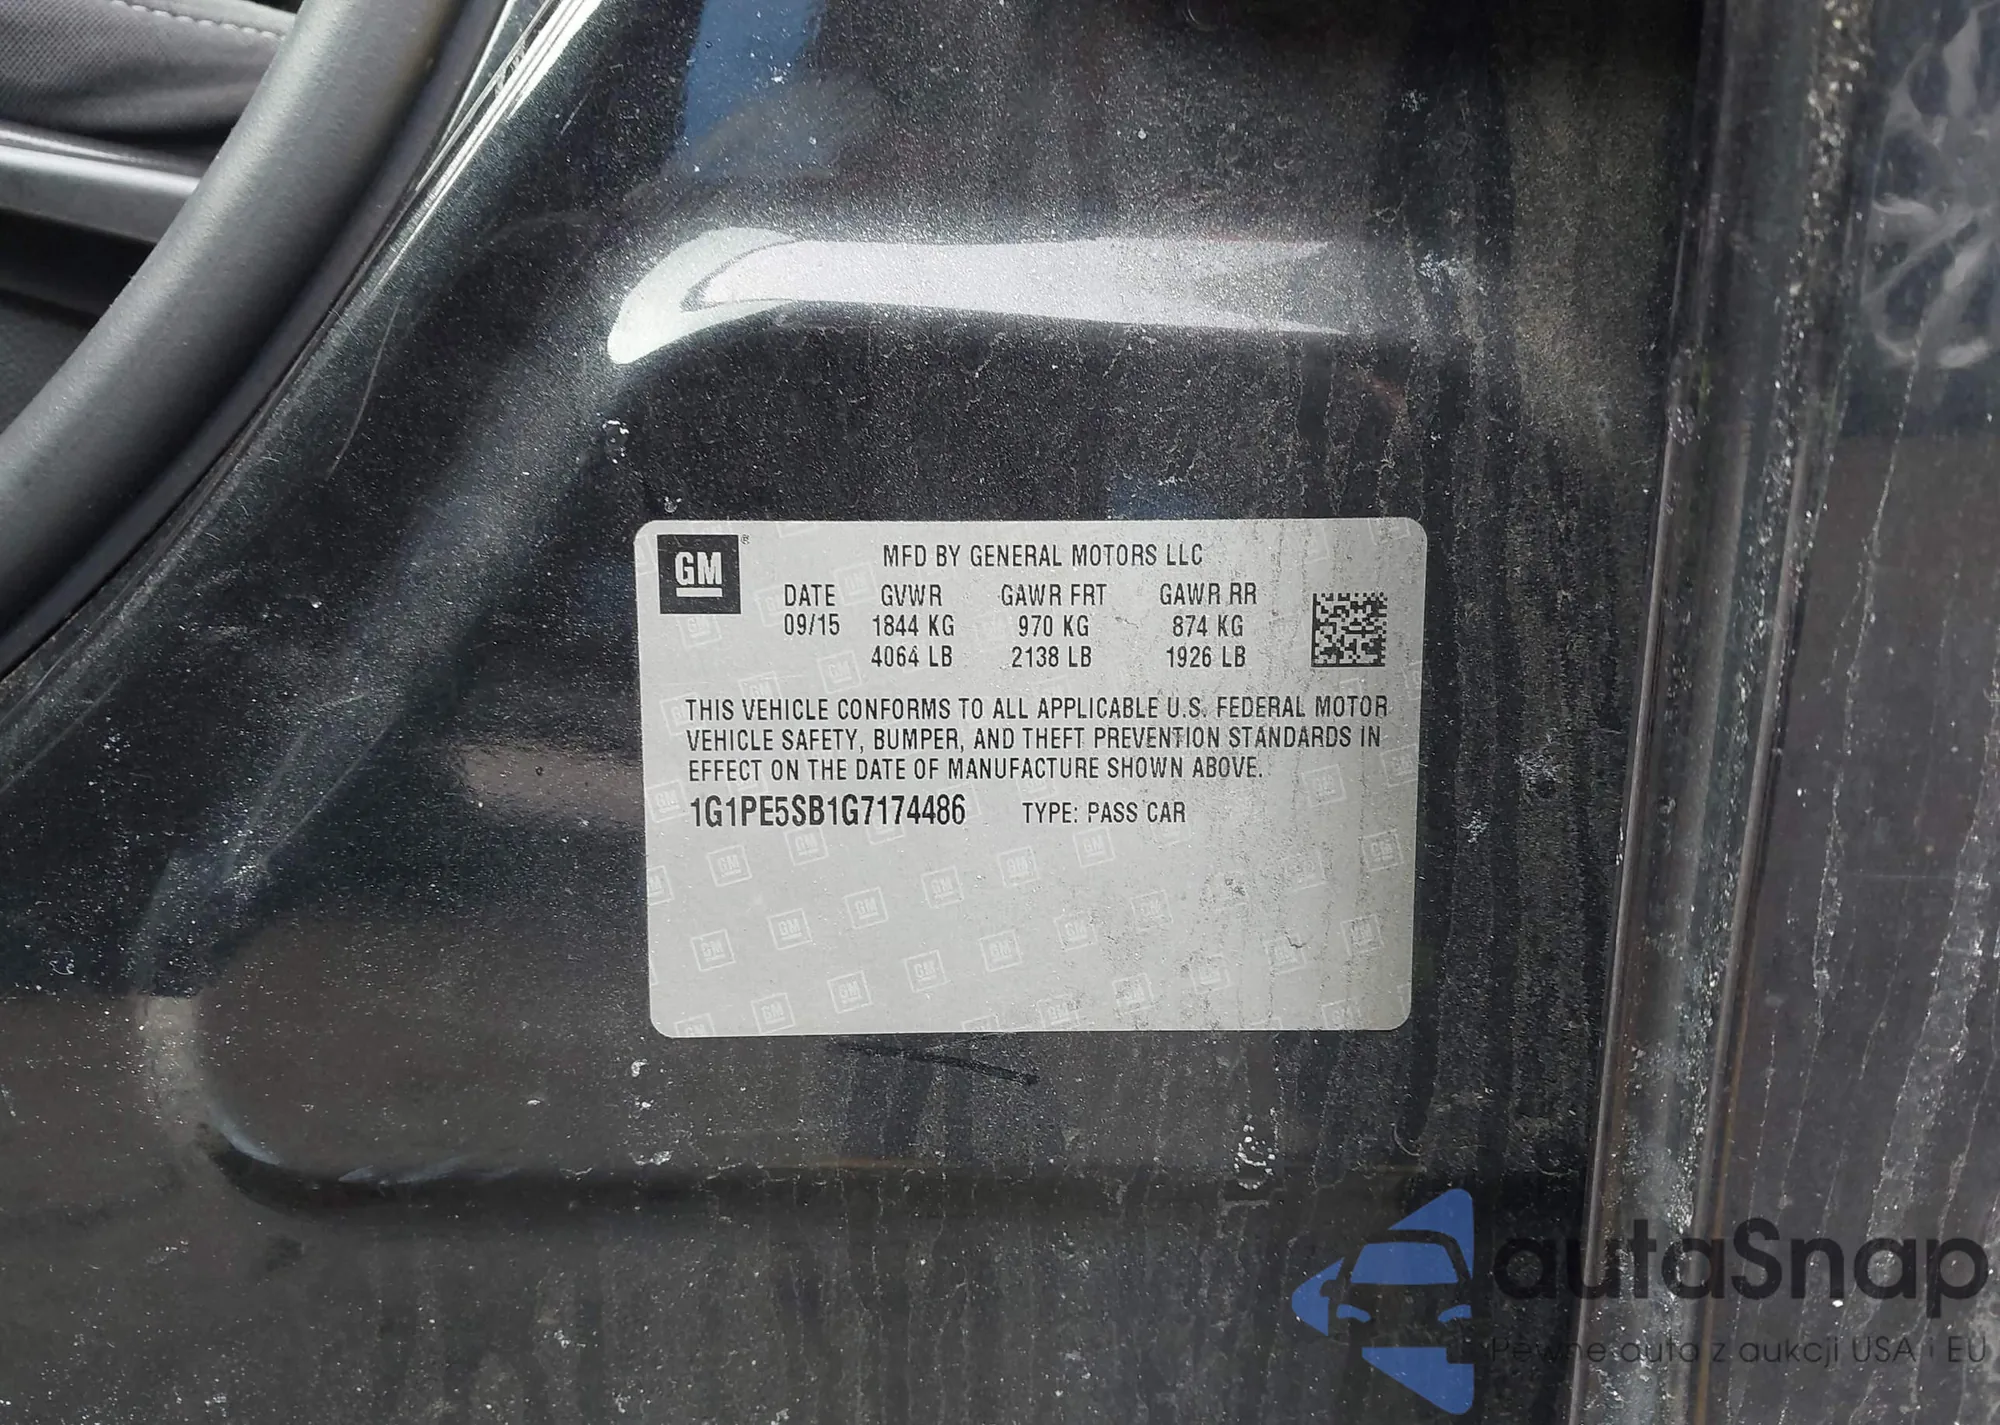 GM®
MFD BY GENERAL MOTORS LLC
DATE GVWR GAWR FRT GAWR RR
09/15 1844 KG 970 KG 874 KG
4064 LB 2138 LB 1926 LB
THIS VEHICLE CONFORMS TO ALL APPLICABLE U.S. FEDERAL MOTOR
VEHICLE SAFETY, BUMPER, AND THEFT PREVENTION STANDARDS IN
EFFECT ON THE DATE OF MANUFACTURE SHOWN ABOVE.
1G1PE5SB1G7174486 TYPE: PASS CAR
autaSnap
Pewne auta z aukcji USA i EU